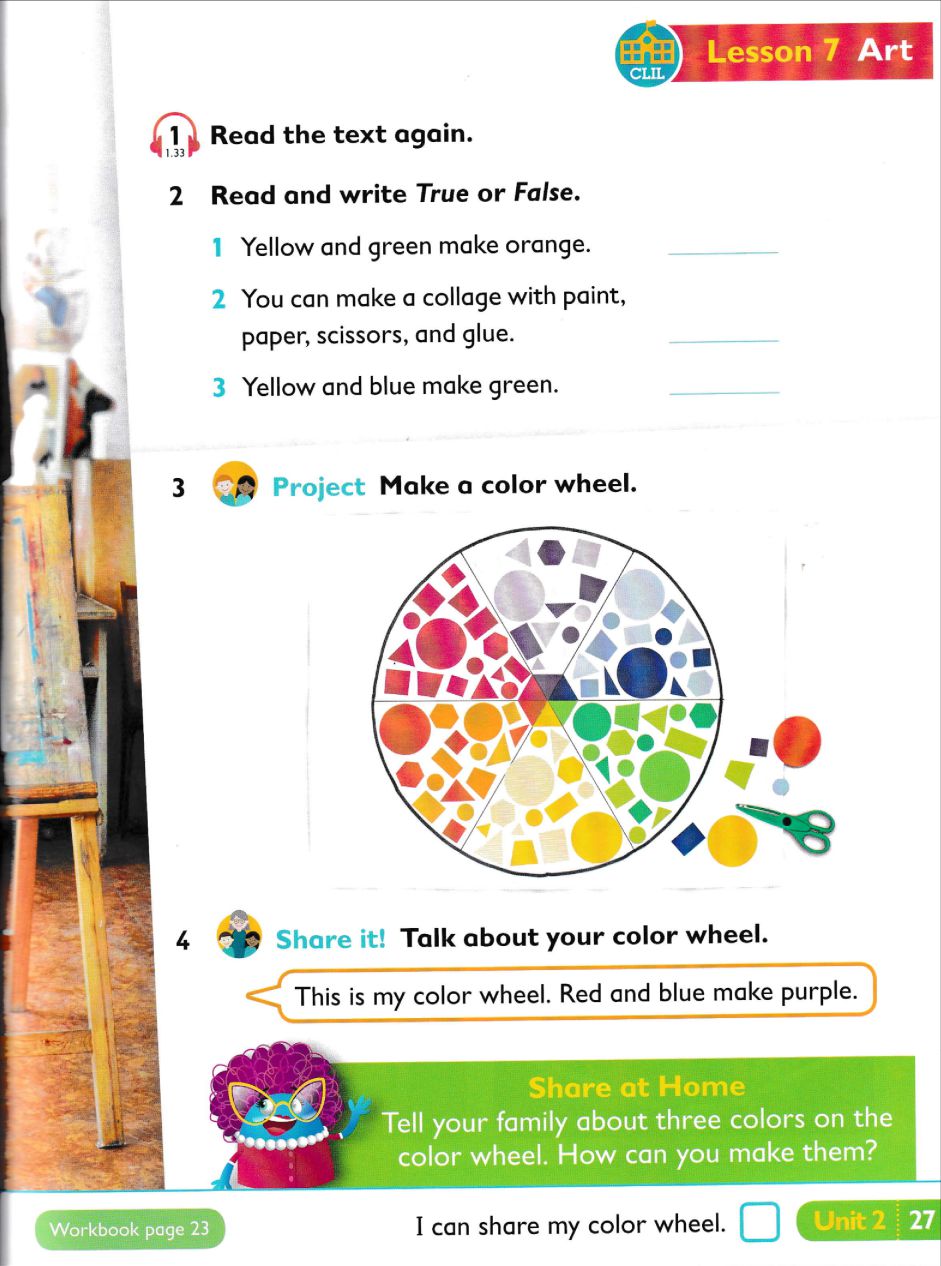 Lesson 7 Art
CLIL
1 Read the text again.
1.33
2 Read and write True or False.
1 Yellow and green make orange.
2 You can make a collage with paint,
paper, scissors, and glue.
3 Yellow and blue make green.
3 Project Make a color wheel.
4 Share it! Talk about your color wheel.
This is my color wheel. Red and blue make purple.
Share at Home
Tell your family about three colors on the
color wheel. How can you make them?
Workbook page 23
I can share my color wheel.
Unit 2 27